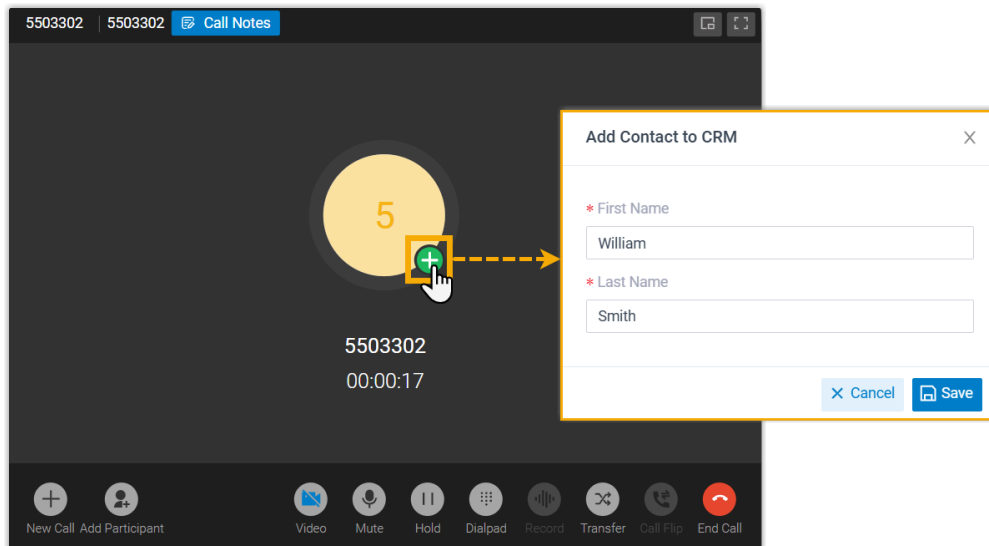 5503302 5503302 Call Notes
5
5503302
00:00:17
Add Contact to CRM
* First Name
William
* Last Name
Smith
Cancel Save
New Call Add Participant Video Mute Hold Dialpad Record Transfer Call Flip End Call